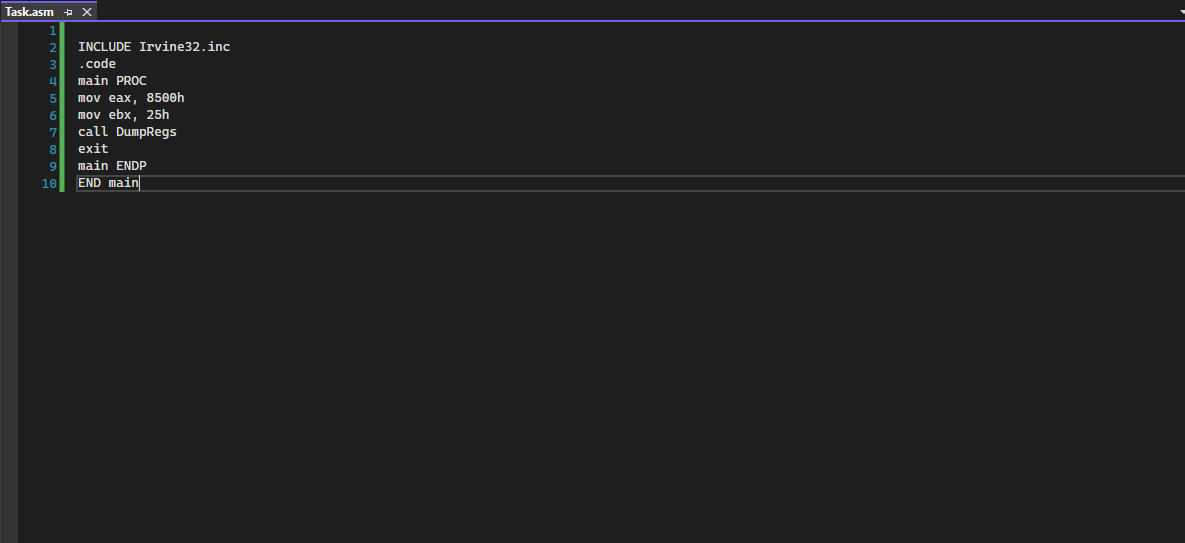 Task.asm
1
2 INCLUDE Irvine32.inc
3 .code
4 main PROC
5 mov eax, 8500h
6 mov ebx, 25h
7 call DumpRegs
8 exit
9 main ENDP
10 END main